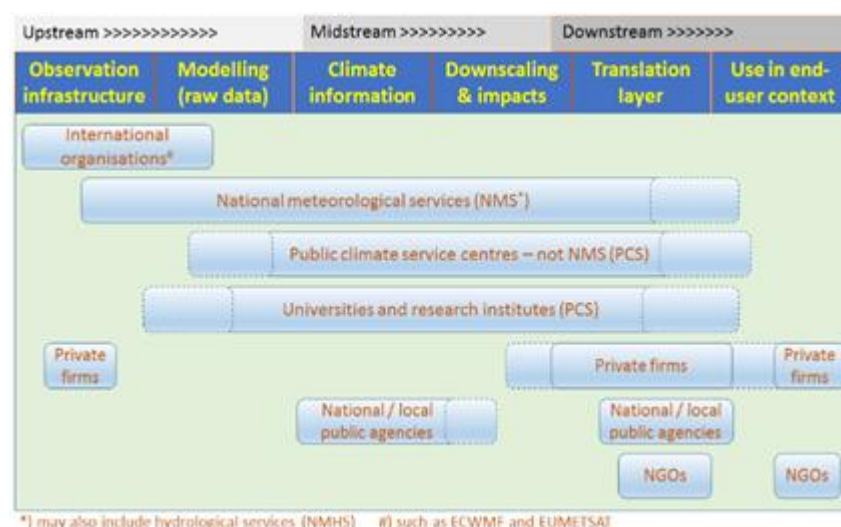 Upstream >>>>>>>>>>>> Midstream >>>>>>>>> Downstream >>>>>>>
Observation infrastructure
Modelling (raw data)
Climate information
Downscaling & impacts
Translation layer
Use in end-user context
International
organisations#
National meteorological services (NMS*)
Public climate service centres – not NMS (PCS)
Universities and research institutes (PCS)
Private
firms
Private firms
Private
firms
National / local
public agencies
National / local
public agencies
NGOs
NGOs
*) may also include hydrological services (NMHS) #) such as ECWMF and EUMETSAT